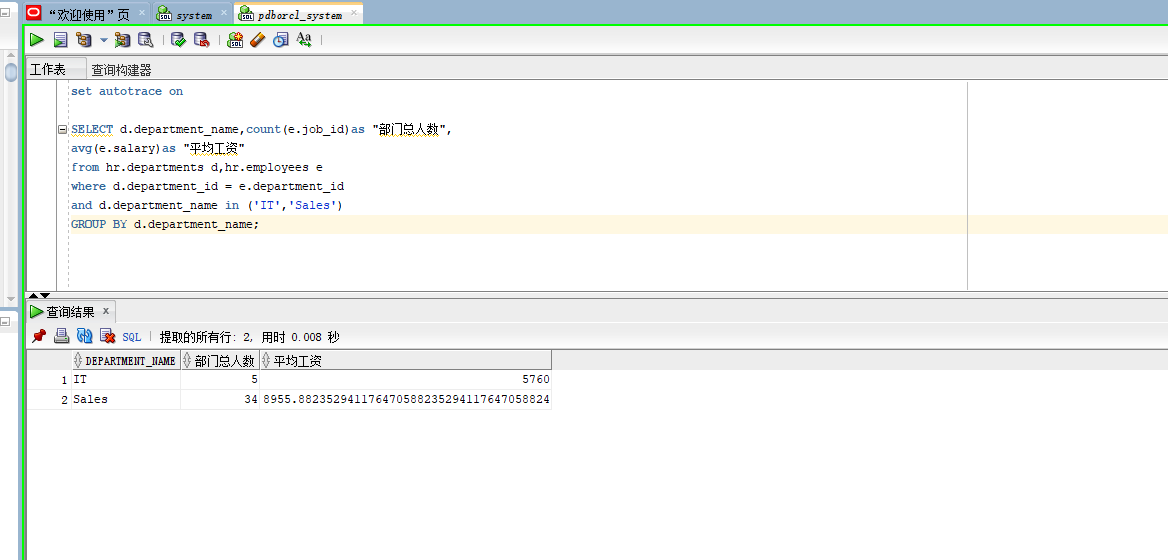 “欢迎使用”页 system pdborcl_system
工作表 查询构建器
set autotrace on
SELECT d.department_name,count(e.job_id)as "部门总人数",
avg(e.salary)as "平均工资"
from hr.departments d,hr.employees e
where d.department_id = e.department_id
and d.department_name in ('IT','Sales')
GROUP BY d.department_name;
查询结果 x
SQL | 提取的所有行: 2, 用时 0.008 秒
DEPARTMENT_NAME 部门总人数 平均工资
1 IT 5 5760
2 Sales 34 8955.88235294117647058823529411764705​8824